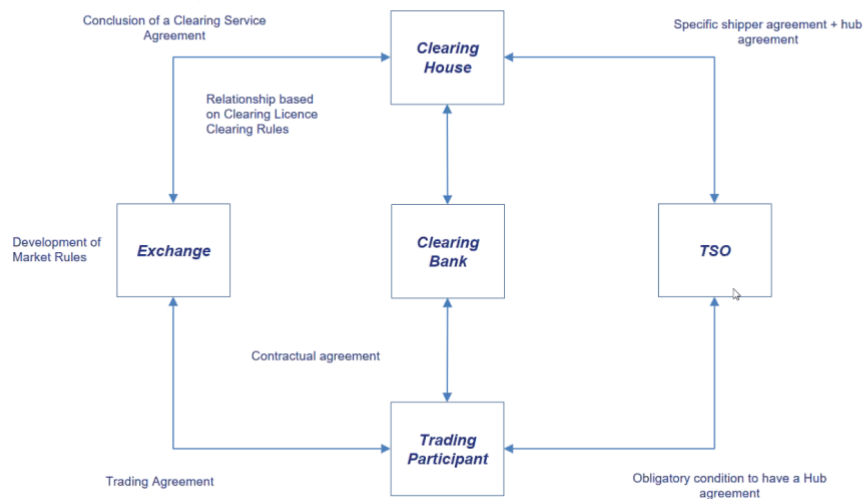 Conclusion of a Clearing Service
Agreement
Clearing
House
Specific shipper agreement + hub
agreement
Relationship based
on Clearing Licence
Clearing Rules
Development of
Market Rules
Exchange
Clearing
Bank
TSO
Contractual agreement
Trading
Participant
Trading Agreement
Obligatory condition to have a Hub
agreement